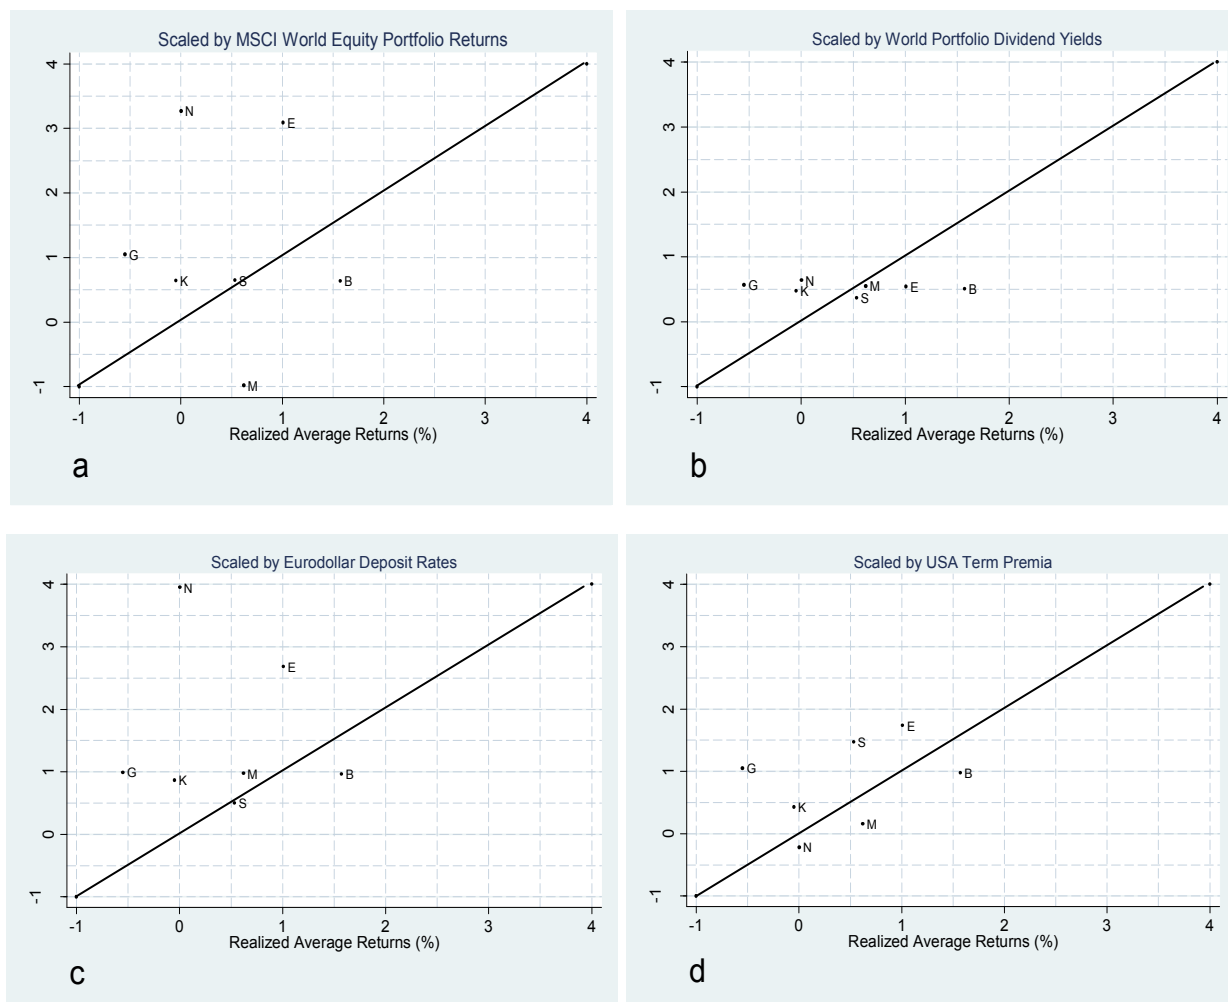 Scaled by MSCI World Equity Portfolio Returns
4
N
E
3
2
G
1
K
S
B
0
M
-1
-1 0 1 2 3 4
Realized Average Returns (%)
a
Scaled by World Portfolio Dividend Yields
4
3
2
1
G
N
K
M
E
B
S
0
-1
-1 0 1 2 3 4
Realized Average Returns (%)
b
Scaled by Eurodollar Deposit Rates
4
N
3
E
2
1
G
K
M
B
S
0
-1
-1 0 1 2 3 4
Realized Average Returns (%)
c
Scaled by USA Term Premia
4
3
2
E
S
G
1
B
K
M
0
N
-1
-1 0 1 2 3 4
Realized Average Returns (%)
d